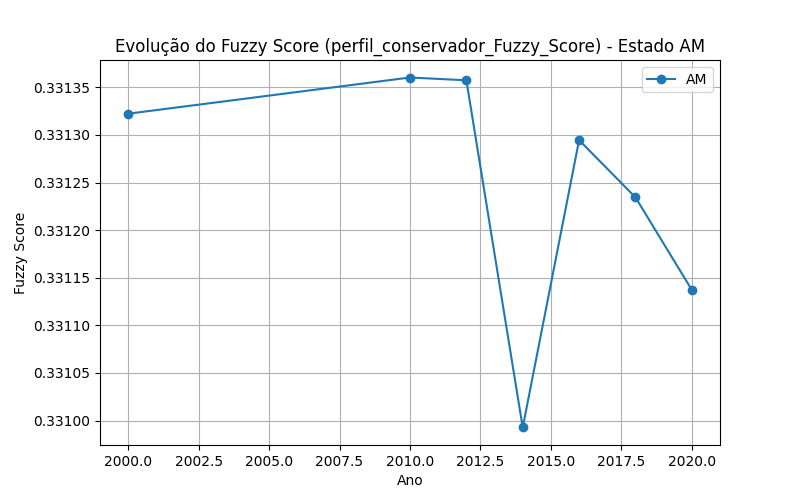 Evolução do Fuzzy Score (perfil_conservador_Fuzzy_Score) - Estado AM
AM
0.33135
0.33130
0.33125
0.33120
0.33115
0.33110
0.33105
0.33100
Fuzzy Score
2000.0 2002.5 2005.0 2007.5 2010.0 2012.5 2015.0 2017.5 2020.0
Ano